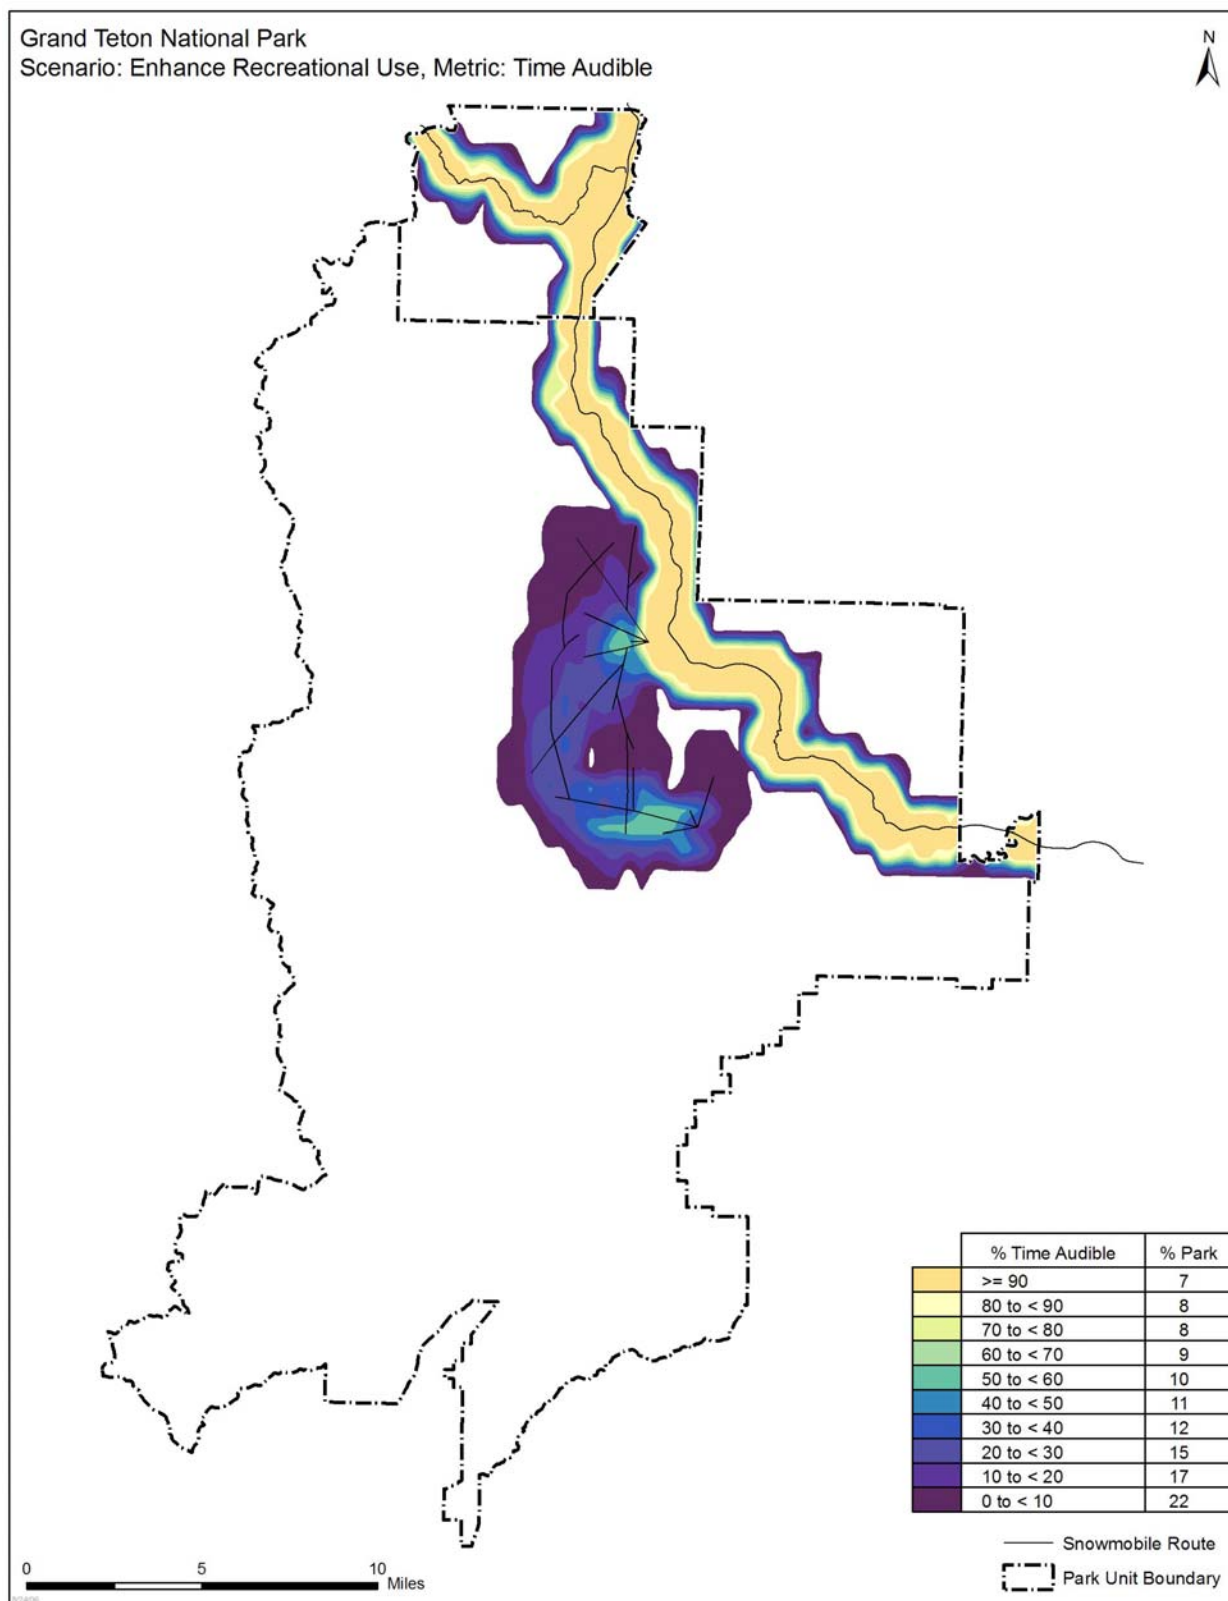 Grand Teton National Park
Scenario: Enhance Recreational Use, Metric: Time Audible
N
% Time Audible % Park
>= 90 7
80 to < 90 8
70 to < 80 8
60 to < 70 9
50 to < 60 10
40 to < 50 11
30 to < 40 12
20 to < 30 15
10 to < 20 17
0 to < 10 22
Snowmobile Route
Park Unit Boundary
0 5 10
Miles